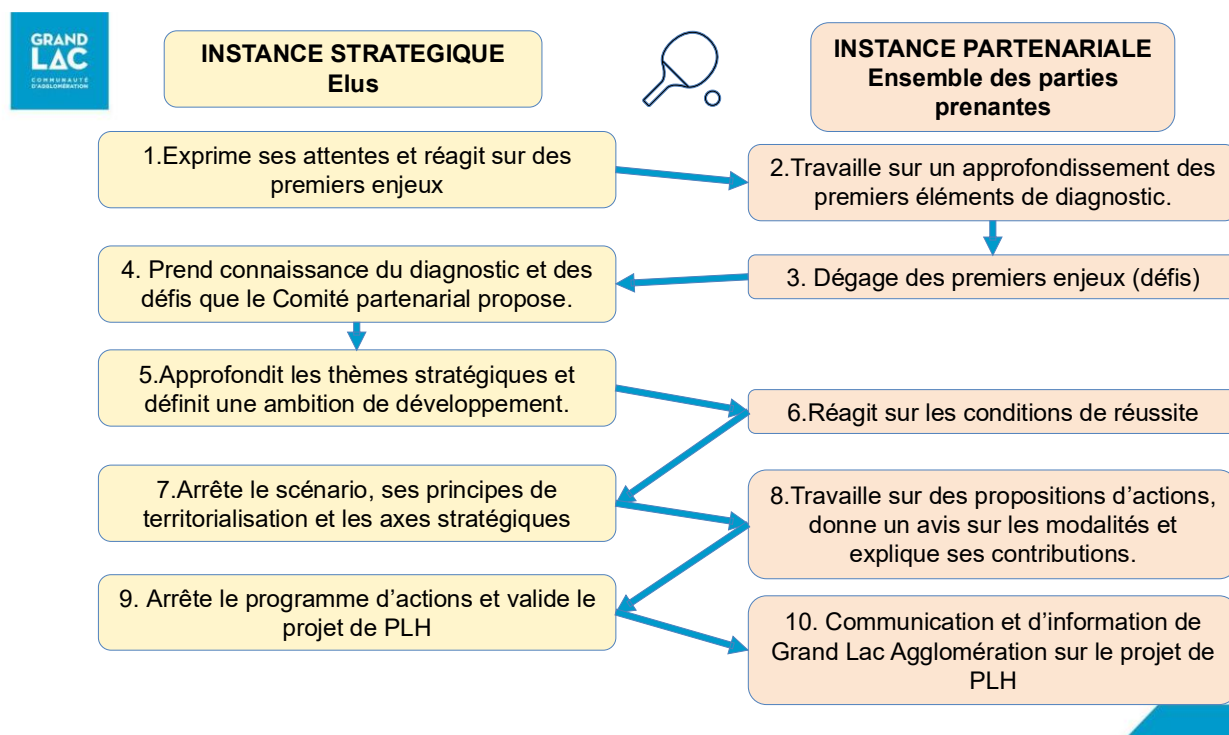 GRAND
LAC
COMMUNAUTÉ
D'AGGLOMÉRATION
INSTANCE STRATEGIQUE
Elus
INSTANCE PARTENARIALE
Ensemble des parties
prenantes
1.Exprime ses attentes et réagit sur des
premiers enjeux
2.Travaille sur un approfondissement des
premiers éléments de diagnostic.
3. Dégage des premiers enjeux (défis)
4. Prend connaissance du diagnostic et des
défis que le Comité partenarial propose.
5.Approfondit les thèmes stratégiques et
définit une ambition de développement.
6.Réagit sur les conditions de réussite
7.Arrête le scénario, ses principes de
territorialisation et les axes stratégiques
8.Travaille sur des propositions d’actions,
donne un avis sur les modalités et
explique ses contributions.
9. Arrête le programme d’actions et valide le
projet de PLH
10. Communication et d’information de
Grand Lac Agglomération sur le projet de
PLH